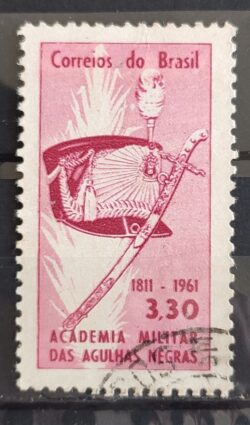 Correios do Brasil
1811 - 1961
3,30
ACADEMIA MILITAR
DAS AGULHAS NEGRAS